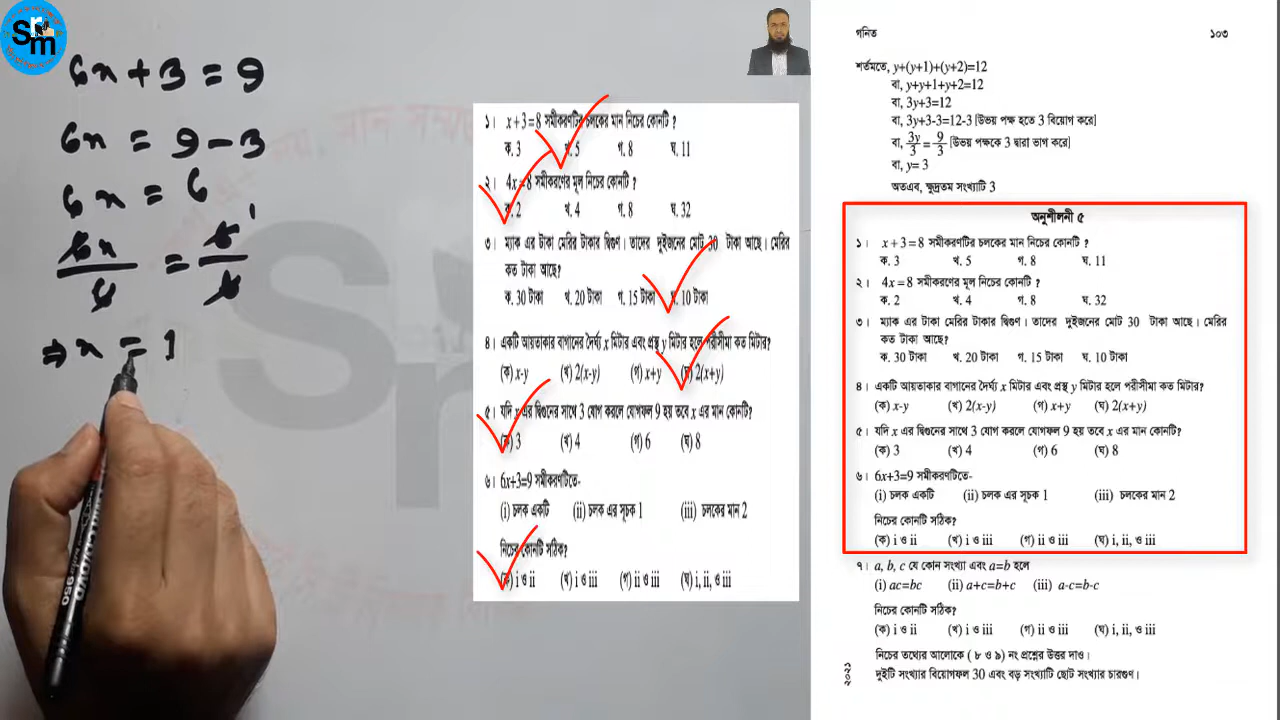 Srm
6x + 3 = 9
6x = 9 - 3
6x = 6
6x/6 = 6/6 1
⇒ x = 1
১। x + 3 = 8 সমীকরণটির চলকের মান নিচের কোনটি ?
ক. 3 খ. 5 গ. 8 ঘ. 11
২। 4x = 8 সমীকরণের মূল নিচের কোনটি ?
ক. 2 খ. 4 গ. 8 ঘ. 32
৩। ম্যাক এর টাকা মেরির টাকার দ্বিগুণ। তাদের দুইজনের মোট 30 টাকা আছে। মেরির
কত টাকা আছে?
ক. 30 টাকা খ. 20 টাকা গ. 15 টাকা ঘ. 10 টাকা
৪। একটি আয়তাকার বাগানের দৈর্ঘ্য x মিটার এবং প্রস্থ y মিটার হলে পরীসীমা কত মিটার?
(ক) x-y (খ) 2(x-y) (গ) x+y (ঘ) 2(x+y)
৫। যদি x এর দ্বিগুনের সাথে 3 যোগ করলে যোগফল 9 হয় তবে x এর মান কোনটি?
(ক) 3 (খ) 4 (গ) 6 (ঘ) 8
৬। 6x+3=9 সমীকরণটিতে-
(i) চলক একটি (ii) চলক এর সূচক 1 (iii) চলকের মান 2
নিচের কোনটি সঠিক?
(ক) i ও ii (খ) i ও iii (গ) ii ও iii (ঘ) i, ii, ও iii
গনিত ১০৩
শর্তমতে, y+(y+1)+(y+2)=12
বা, y+y+1+y+2=12
বা, 3y+3=12
বা, 3y+3-3=12-3 [উভয় পক্ষ হতে 3 বিয়োগ করে]
বা, 3y/3 = 9/3 [উভয় পক্ষকে 3 দ্বারা ভাগ করে]
বা, y= 3
অতএব, ক্ষুদ্রতম সংখ্যাটি 3
অনুশীলনী ৫
১। x + 3 = 8 সমীকরণটির চলকের মান নিচের কোনটি ?
ক. 3 খ. 5 গ. 8 ঘ. 11
২। 4x = 8 সমীকরণের মূল নিচের কোনটি ?
ক. 2 খ. 4 গ. 8 ঘ. 32
৩। ম্যাক এর টাকা মেরির টাকার দ্বিগুণ। তাদের দুইজনের মোট 30 টাকা আছে। মেরির
কত টাকা আছে?
ক. 30 টাকা খ. 20 টাকা গ. 15 টাকা ঘ. 10 টাকা
৪। একটি আয়তাকার বাগানের দৈর্ঘ্য x মিটার এবং প্রস্থ y মিটার হলে পরীসীমা কত মিটার?
(ক) x-y (খ) 2(x-y) (গ) x+y (ঘ) 2(x+y)
৫। যদি x এর দ্বিগুনের সাথে 3 যোগ করলে যোগফল 9 হয় তবে x এর মান কোনটি?
(ক) 3 (খ) 4 (গ) 6 (ঘ) 8
৬। 6x+3=9 সমীকরণটিতে-
(i) চলক একটি (ii) চলক এর সূচক 1 (iii) চলকের মান 2
নিচের কোনটি সঠিক?
(ক) i ও ii (খ) i ও iii (গ) ii ও iii (ঘ) i, ii, ও iii
৭। a, b, c যে কোন সংখ্যা এবং a=b হলে
(i) ac=bc (ii) a+c=b+c (iii) a-c=b-c
নিচের কোনটি সঠিক?
(ক) i ও ii (খ) i ও iii (গ) ii ও iii (ঘ) i, ii, ও iii
নিচের তথ্যের আলোকে ( ৮ ও ৯) নং প্রশ্নের উত্তর দাও।
দুইটি সংখ্যার বিয়োগফল 30 এবং বড় সংখ্যাটি ছোট সংখ্যার চারগুণ।
২০২১